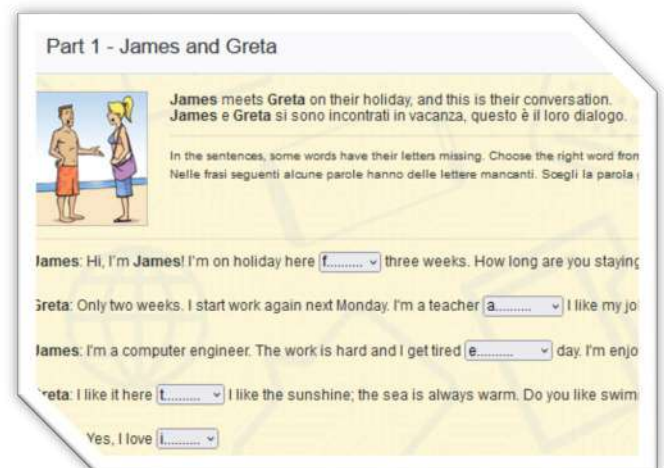 Part 1 - James and Greta
James meets Greta on their holiday, and this is their conversation.
James e Greta si sono incontrati in vacanza, questo è il loro dialogo.
In the sentences, some words have their letters missing. Choose the right word from
Nelle frasi seguenti alcune parole hanno delle lettere mancanti. Scegli la parola
James: Hi, I'm James! I'm on holiday here f......... three weeks. How long are you staying
Greta: Only two weeks. I start work again next Monday. I'm a teacher a......... I like my
James: I'm a computer engineer. The work is hard and I get tired e......... day. I'm
Greta: I like it here t......... I like the sunshine; the sea is always warm. Do you like
Yes, I love i.........